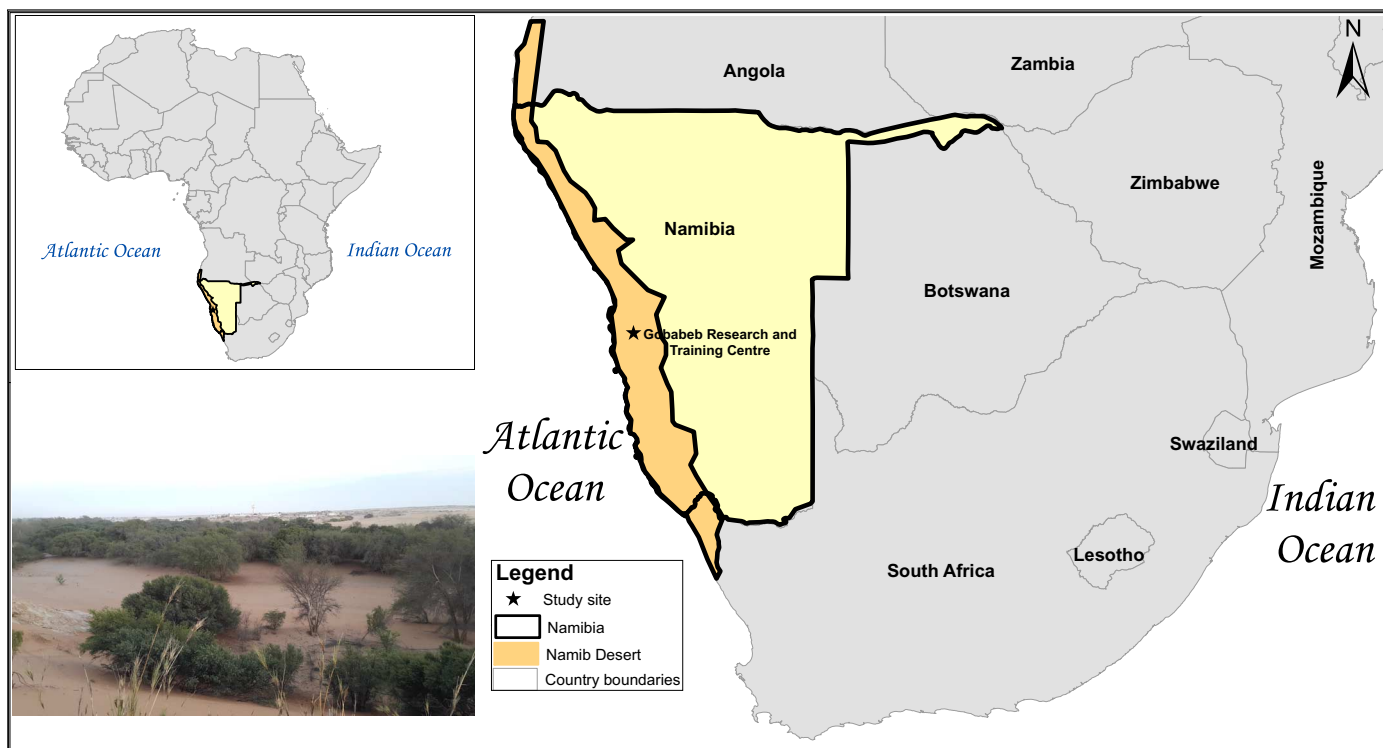 Atlantic Ocean
Indian Ocean
N
Angola
Zambia
Zimbabwe
Mozambique
Namibia
Botswana
Gobabeb Research and
Training Centre
Atlantic
Ocean
Swaziland
Indian
Ocean
Lesotho
South Africa
Legend
Study site
Namibia
Namib Desert
Country boundaries